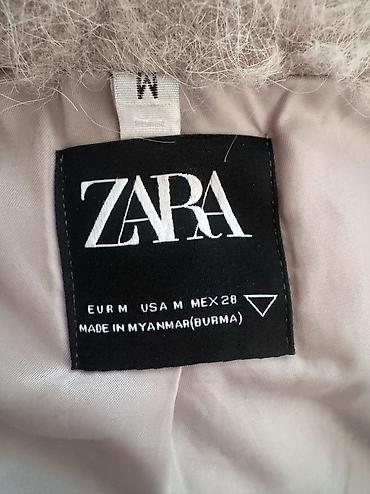 M
ZARA
EUR M USA M MEX 28
MADE IN MYANMAR(BURMA)